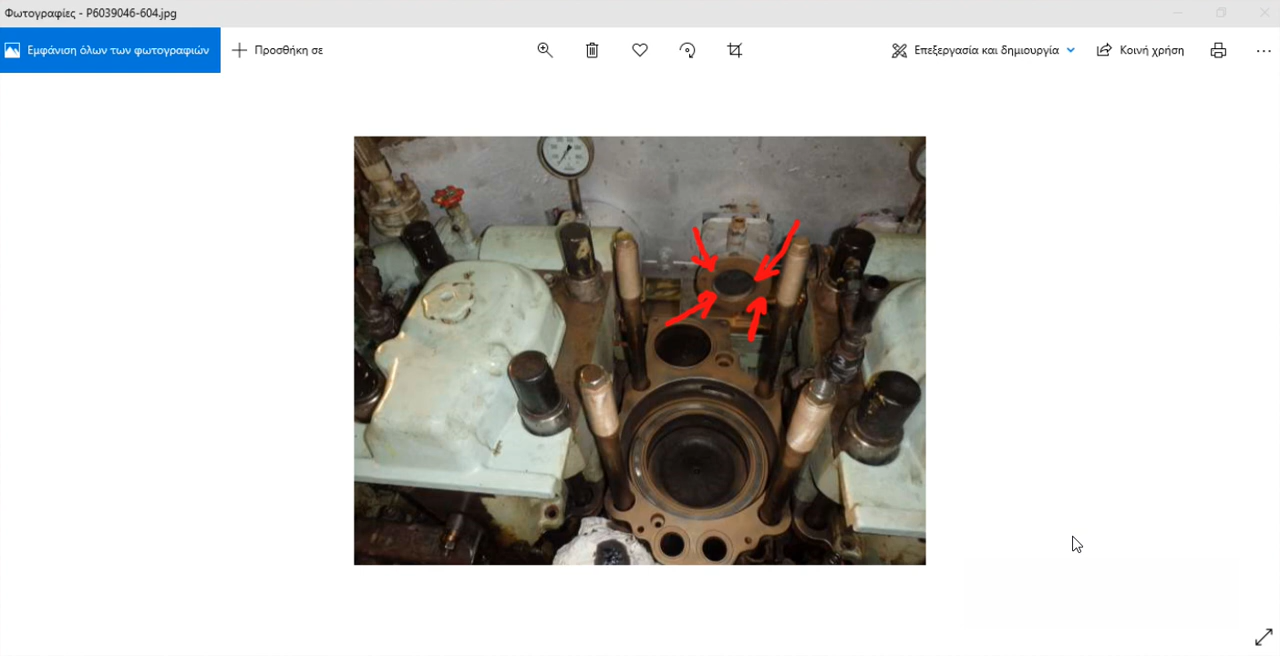 Φωτογραφίες - P6039046-604.jpg
Εμφάνιση όλων των φωτογραφιών
Προσθήκη σε
Επεξεργασία και δημιουργία
Κοινή χρήση